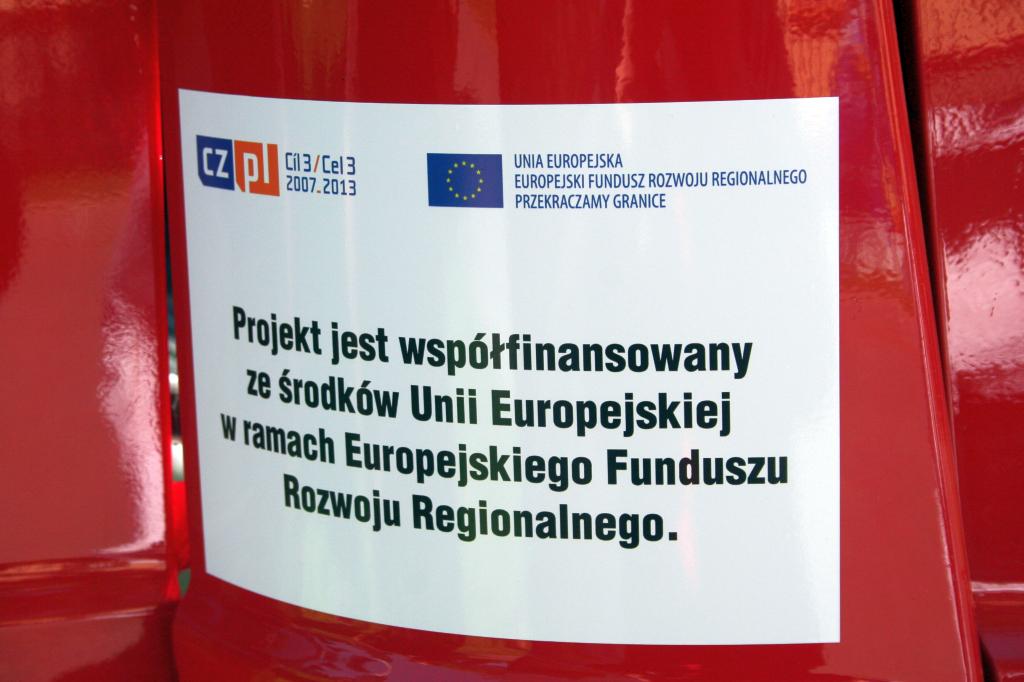 cz pl
Cíl 3 / Cel 3
2007-2013
UNIA EUROPEJSKA
EUROPEJSKI FUNDUSZ ROZWOJU REGIONALNEGO
PRZEKRACZAMY GRANICE
Projekt jest współfinansowany
ze środków Unii Europejskiej
w ramach Europejskiego Funduszu
Rozwoju Regionalnego.